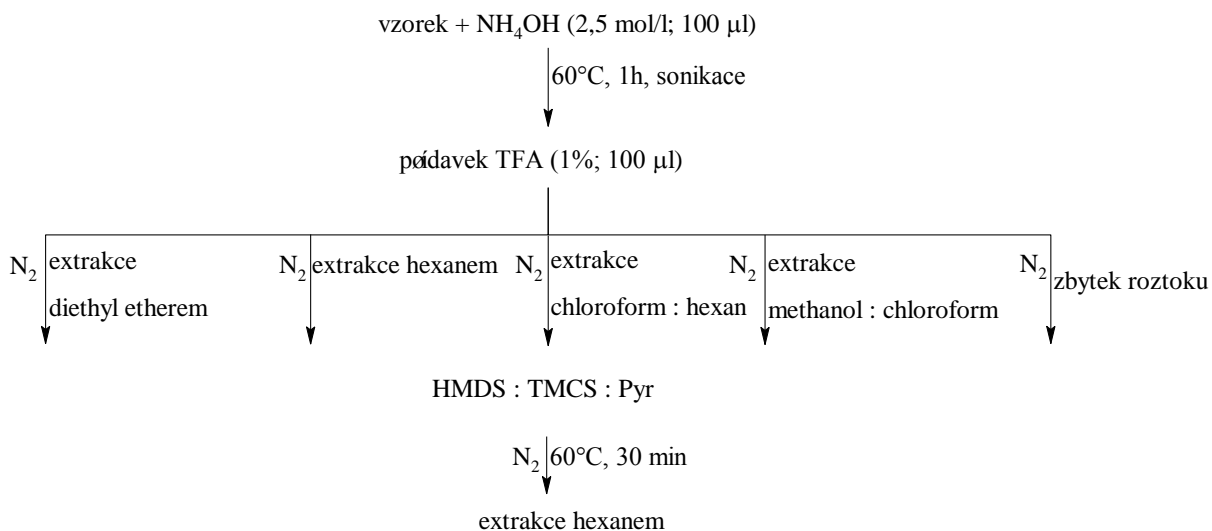 vzorek + NH₄OH (2,5 mol/l; 100 µl)
60°C, 1h, sonikace
pøídavek TFA (1%; 100 µl)
N₂ extrakce diethyl etherem
N₂ extrakce hexanem
N₂ extrakce chloroform : hexan
N₂ extrakce methanol : chloroform
N₂ zbytek roztoku
HMDS : TMCS : Pyr
N₂ 60°C, 30 min
extrakce hexanem